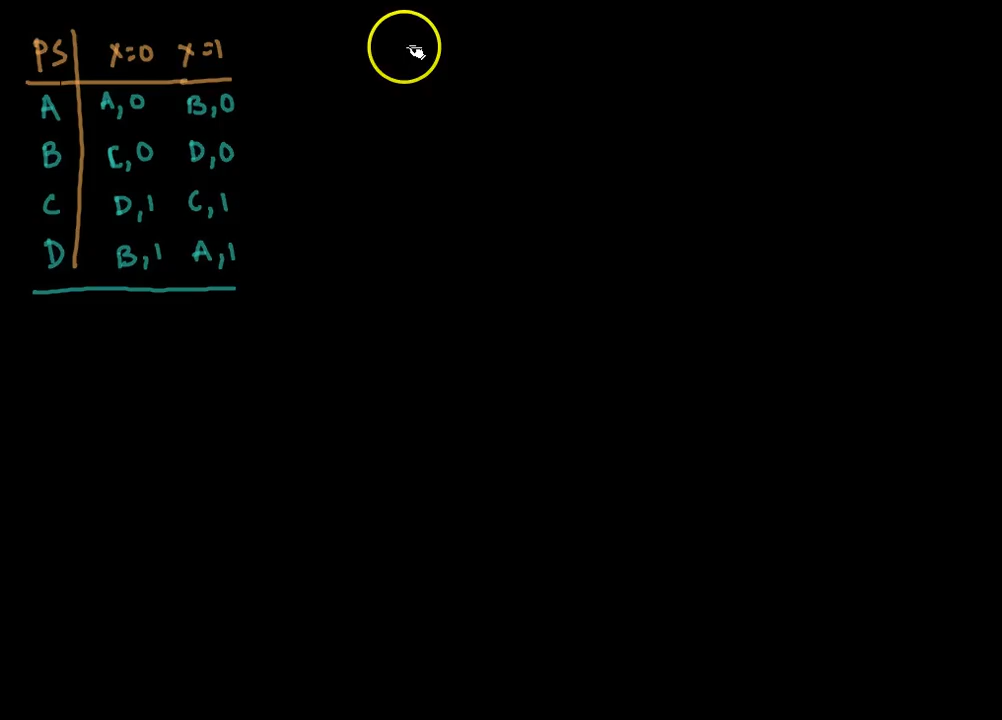 PS x=0 x=1
A A,0 B,0
B C,0 D,0
C D,1 C,1
D B,1 A,1